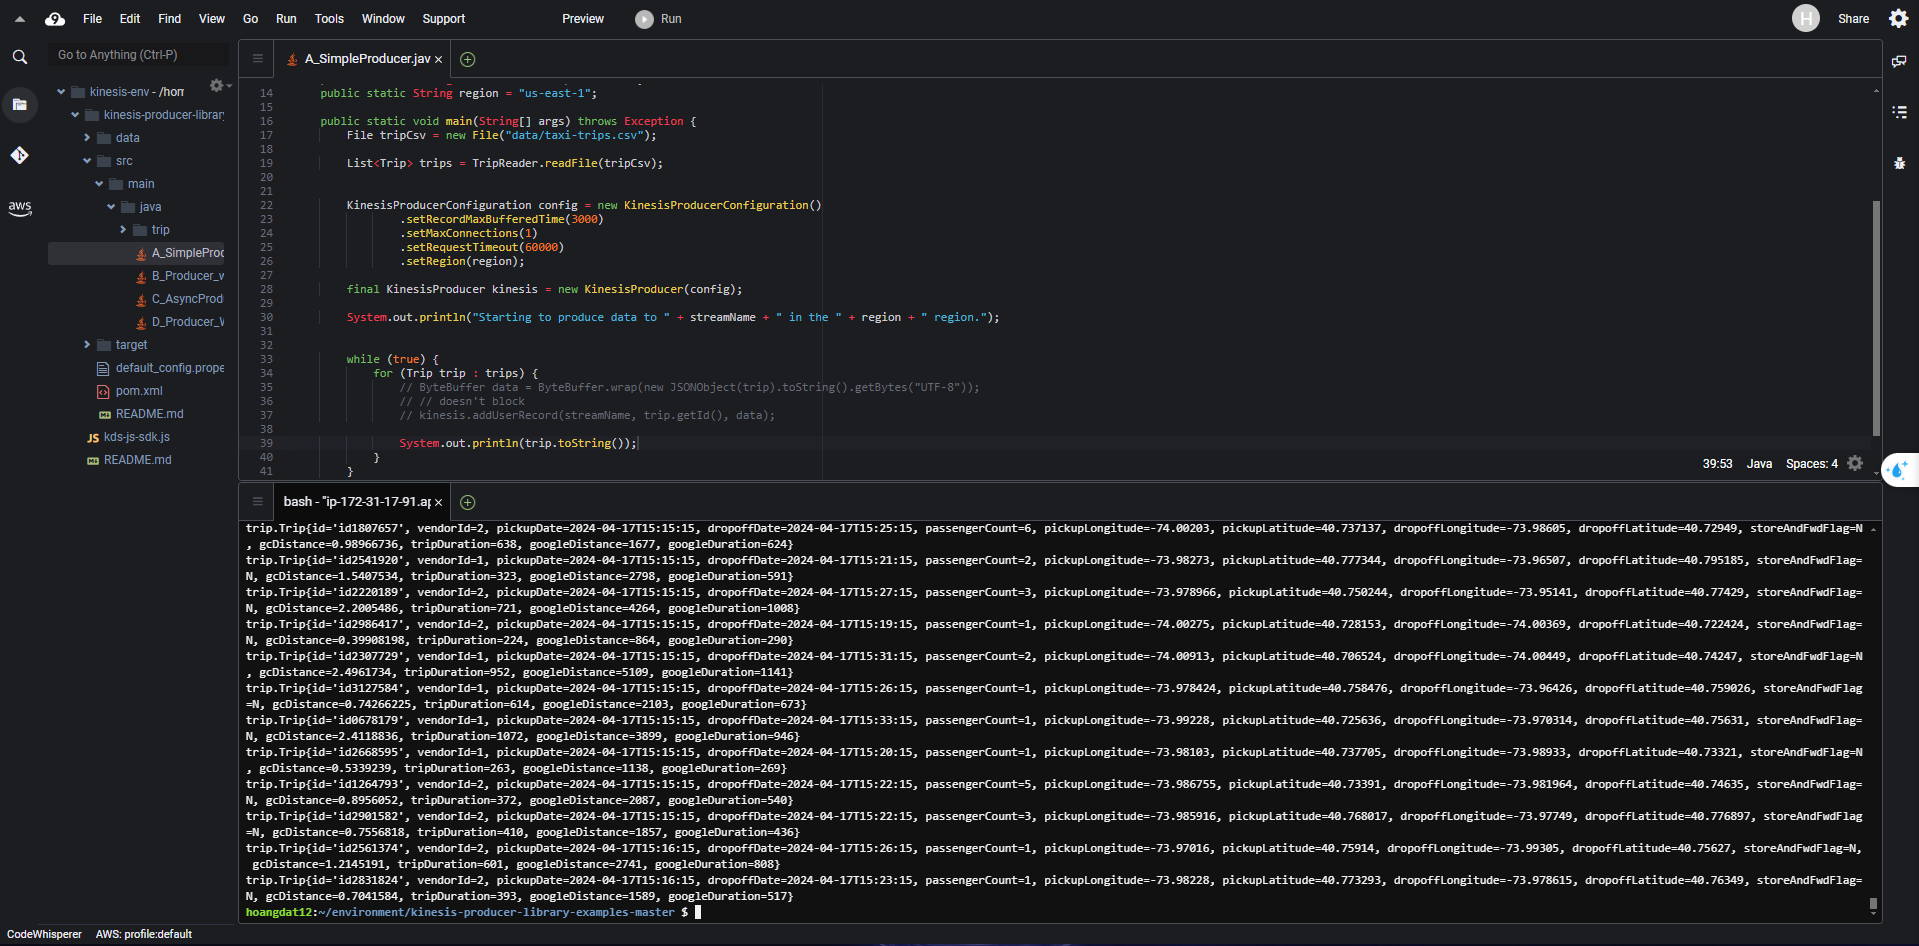 File Edit Find View Go Run Tools Window Support Preview Run H Share
Go to Anything (Ctrl-P)
A_SimpleProducer.jav ×
kinesis-env - /hom
kinesis-producer-library
data
src
main
java
trip
A_SimpleProd
B_Producer_w
C_AsyncProd
D_Producer_W
target
default_config.prope
pom.xml
README.md
JS kds-js-sdk.js
README.md
aws
14 public static String region = "us-east-1";
15
16 public static void main(String[] args) throws Exception {
17 File tripCsv = new File("data/taxi-trips.csv");
18
19 List<Trip> trips = TripReader.readFile(tripCsv);
20
21
22 KinesisProducerConfiguration config = new KinesisProducerConfiguration()
23 .setRecordMaxBufferedTime(3000)
24 .setMaxConnections(1)
25 .setRequestTimeout(60000)
26 .setRegion(region);
27
28 final KinesisProducer kinesis = new KinesisProducer(config);
29
30 System.out.println("Starting to produce data to " + streamName + " in the " + region + " region.");
31
32
33 while (true) {
34 for (Trip trip : trips) {
35 // ByteBuffer data = ByteBuffer.wrap(new JSONObject(trip).toString().getBytes("UTF-8"));
36 // // doesn't block
37 // kinesis.addUserRecord(streamName, trip.getId(), data);
38
39 System.out.println(trip.toString());
40 }
41 }
39:53 Java Spaces: 4
bash - "ip-172-31-17-91.ap ×
trip.Trip{id='id1807657', vendorId=2, pickupDate=2024-04-17T15:15:15, dropoffDate=2024-04-17T15:25:15, passengerCount=6, pickupLongitude=-74.00203, pickupLatitude=40.737137, dropoffLongitude=-73.98605, dropoffLatitude=40.72949, storeAndFwdFlag=N
, gcDistance=0.98966736, tripDuration=638, googleDistance=1677, googleDuration=624}
trip.Trip{id='id2541920', vendorId=1, pickupDate=2024-04-17T15:15:15, dropoffDate=2024-04-17T15:21:15, passengerCount=2, pickupLongitude=-73.98273, pickupLatitude=40.777344, dropoffLongitude=-73.96507, dropoffLatitude=40.795185, storeAndFwdFlag=
N, gcDistance=1.5407534, tripDuration=323, googleDistance=2798, googleDuration=591}
trip.Trip{id='id2220189', vendorId=2, pickupDate=2024-04-17T15:15:15, dropoffDate=2024-04-17T15:27:15, passengerCount=3, pickupLongitude=-73.978966, pickupLatitude=40.750244, dropoffLongitude=-73.95141, dropoffLatitude=40.77429, storeAndFwdFlag=
N, gcDistance=2.2005486, tripDuration=721, googleDistance=4264, googleDuration=1008}
trip.Trip{id='id2986417', vendorId=2, pickupDate=2024-04-17T15:15:15, dropoffDate=2024-04-17T15:19:15, passengerCount=1, pickupLongitude=-74.00275, pickupLatitude=40.728153, dropoffLongitude=-74.00369, dropoffLatitude=40.722424, storeAndFwdFlag=
N, gcDistance=0.39908198, tripDuration=224, googleDistance=864, googleDuration=290}
trip.Trip{id='id2307729', vendorId=1, pickupDate=2024-04-17T15:15:15, dropoffDate=2024-04-17T15:31:15, passengerCount=2, pickupLongitude=-74.00913, pickupLatitude=40.706524, dropoffLongitude=-74.00449, dropoffLatitude=40.74247, storeAndFwdFlag=N
, gcDistance=2.4961734, tripDuration=952, googleDistance=5109, googleDuration=1141}
trip.Trip{id='id3127584', vendorId=1, pickupDate=2024-04-17T15:15:15, dropoffDate=2024-04-17T15:26:15, passengerCount=1, pickupLongitude=-73.978424, pickupLatitude=40.758476, dropoffLongitude=-73.96426, dropoffLatitude=40.759026, storeAndFwdFlag
=N, gcDistance=0.74266225, tripDuration=614, googleDistance=2103, googleDuration=673}
trip.Trip{id='id0678179', vendorId=1, pickupDate=2024-04-17T15:15:15, dropoffDate=2024-04-17T15:33:15, passengerCount=1, pickupLongitude=-73.99228, pickupLatitude=40.725636, dropoffLongitude=-73.970314, dropoffLatitude=40.75631, storeAndFwdFlag=
N, gcDistance=2.4118836, tripDuration=1072, googleDistance=3899, googleDuration=946}
trip.Trip{id='id2668595', vendorId=1, pickupDate=2024-04-17T15:15:15, dropoffDate=2024-04-17T15:20:15, passengerCount=1, pickupLongitude=-73.98103, pickupLatitude=40.737705, dropoffLongitude=-73.98933, dropoffLatitude=40.73321, storeAndFwdFlag=N
, gcDistance=0.5339239, tripDuration=263, googleDistance=1138, googleDuration=269}
trip.Trip{id='id1264793', vendorId=2, pickupDate=2024-04-17T15:15:15, dropoffDate=2024-04-17T15:22:15, passengerCount=5, pickupLongitude=-73.986755, pickupLatitude=40.73391, dropoffLongitude=-73.981964, dropoffLatitude=40.74635, storeAndFwdFlag=
N, gcDistance=0.8956052, tripDuration=372, googleDistance=2087, googleDuration=540}
trip.Trip{id='id2901582', vendorId=2, pickupDate=2024-04-17T15:15:15, dropoffDate=2024-04-17T15:22:15, passengerCount=3, pickupLongitude=-73.985916, pickupLatitude=40.768017, dropoffLongitude=-73.97749, dropoffLatitude=40.776897, storeAndFwdFlag
=N, gcDistance=0.7556818, tripDuration=410, googleDistance=1857, googleDuration=436}
trip.Trip{id='id2561374', vendorId=2, pickupDate=2024-04-17T15:16:15, dropoffDate=2024-04-17T15:26:15, passengerCount=1, pickupLongitude=-73.97016, pickupLatitude=40.75914, dropoffLongitude=-73.99305, dropoffLatitude=40.75627, storeAndFwdFlag=N,
gcDistance=1.2145191, tripDuration=601, googleDistance=2741, googleDuration=808}
trip.Trip{id='id2831824', vendorId=2, pickupDate=2024-04-17T15:16:15, dropoffDate=2024-04-17T15:23:15, passengerCount=1, pickupLongitude=-73.98228, pickupLatitude=40.773293, dropoffLongitude=-73.978615, dropoffLatitude=40.76349, storeAndFwdFlag=
N, gcDistance=0.7041584, tripDuration=393, googleDistance=1589, googleDuration=517}
hoangdat12:~/environment/kinesis-producer-library-examples-master $
CodeWhisperer AWS: profile:default